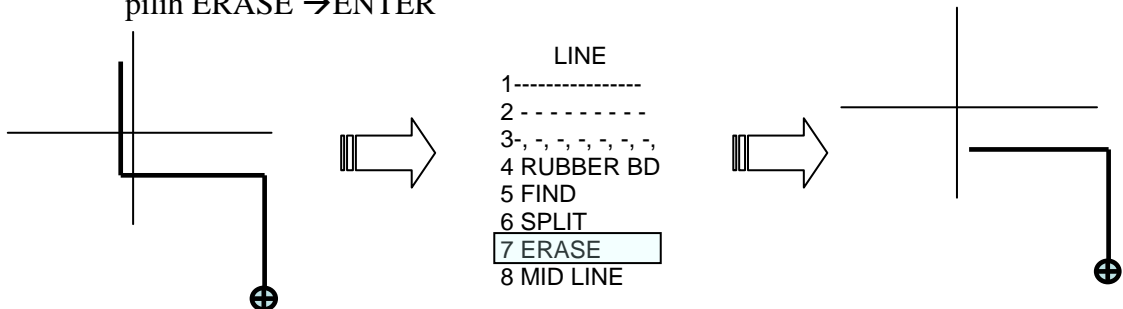 pilih ERASE →ENTER
LINE
1----------------
2 - - - - - - - - -
3-, -, -, -, -, -, -,
4 RUBBER BD
5 FIND
6 SPLIT
7 ERASE
8 MID LINE